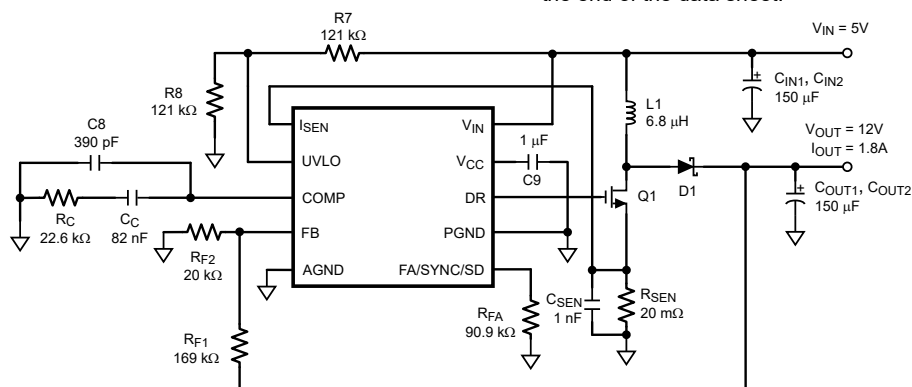 the end of the data sheet.
R7
121 kΩ
V_IN = 5V
R8
121 kΩ
C_IN1, C_IN2
150 μF
L1
6.8 μH
C8
390 pF
I_SEN
V_IN
1 μF
V_OUT = 12V
I_OUT = 1.8A
UVLO
V_CC
C9
D1
COMP
DR
Q1
C_OUT1, C_OUT2
150 μF
R_C
22.6 kΩ
C_C
82 nF
R_F2
20 kΩ
FB
PGND
AGND
FA/SYNC/SD
C_SEN
1 nF
R_SEN
20 mΩ
R_FA
90.9 kΩ
R_F1
169 kΩ